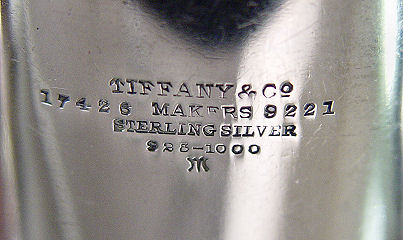 TIFFANY & Co
17426 MAKERS 9221
STERLING SILVER
925-1000
M